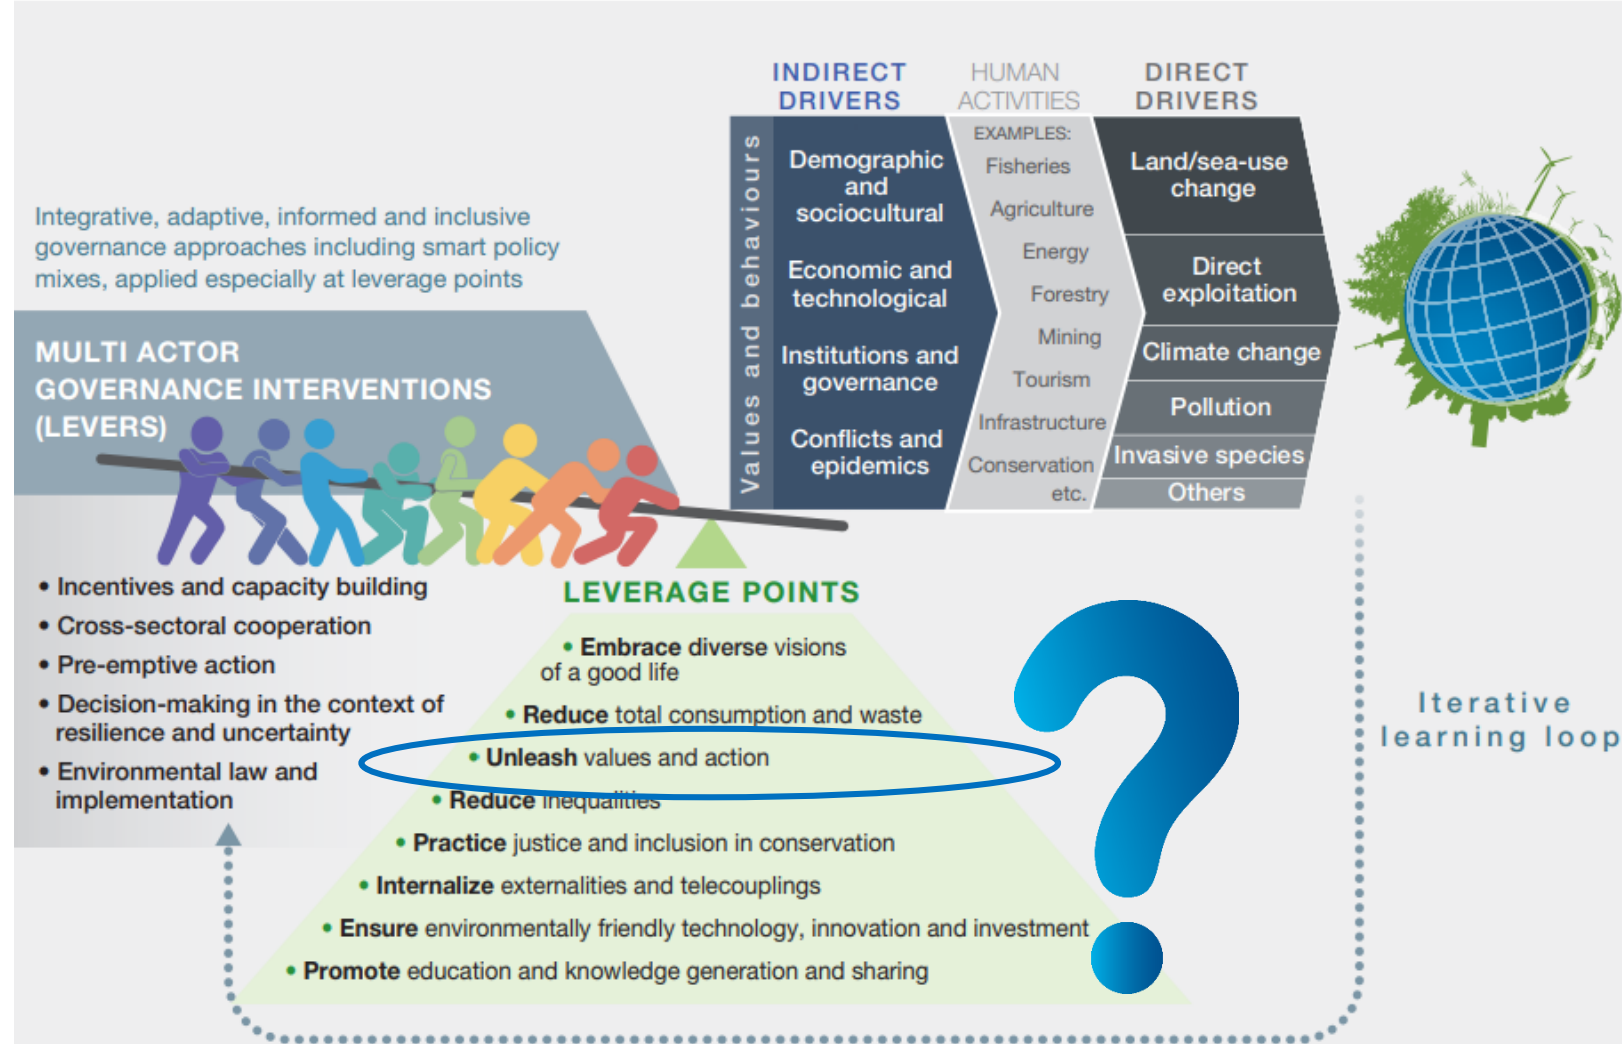 Integrative, adaptive, informed and inclusive
governance approaches including smart policy
mixes, applied especially at leverage points
MULTI ACTOR
GOVERNANCE INTERVENTIONS
(LEVERS)
• Incentives and capacity building
• Cross-sectoral cooperation
• Pre-emptive action
• Decision-making in the context of
resilience and uncertainty
• Environmental law and
implementation
INDIRECT
DRIVERS
Values and behaviours
Demographic
and
sociocultural
Economic and
technological
Institutions and
governance
Conflicts and
epidemics
HUMAN
ACTIVITIES
EXAMPLES:
Fisheries
Agriculture
Energy
Forestry
Mining
Tourism
Infrastructure
Conservation
etc.
DIRECT
DRIVERS
Land/sea-use
change
Direct
exploitation
Climate change
Pollution
Invasive species
Others
LEVERAGE POINTS
• Embrace diverse visions
of a good life
• Reduce total consumption and waste
• Unleash values and action
• Reduce inequalities
• Practice justice and inclusion in conservation
• Internalize externalities and telecouplings
• Ensure environmentally friendly technology, innovation and investment
• Promote education and knowledge generation and sharing
?
Iterative
learning loop